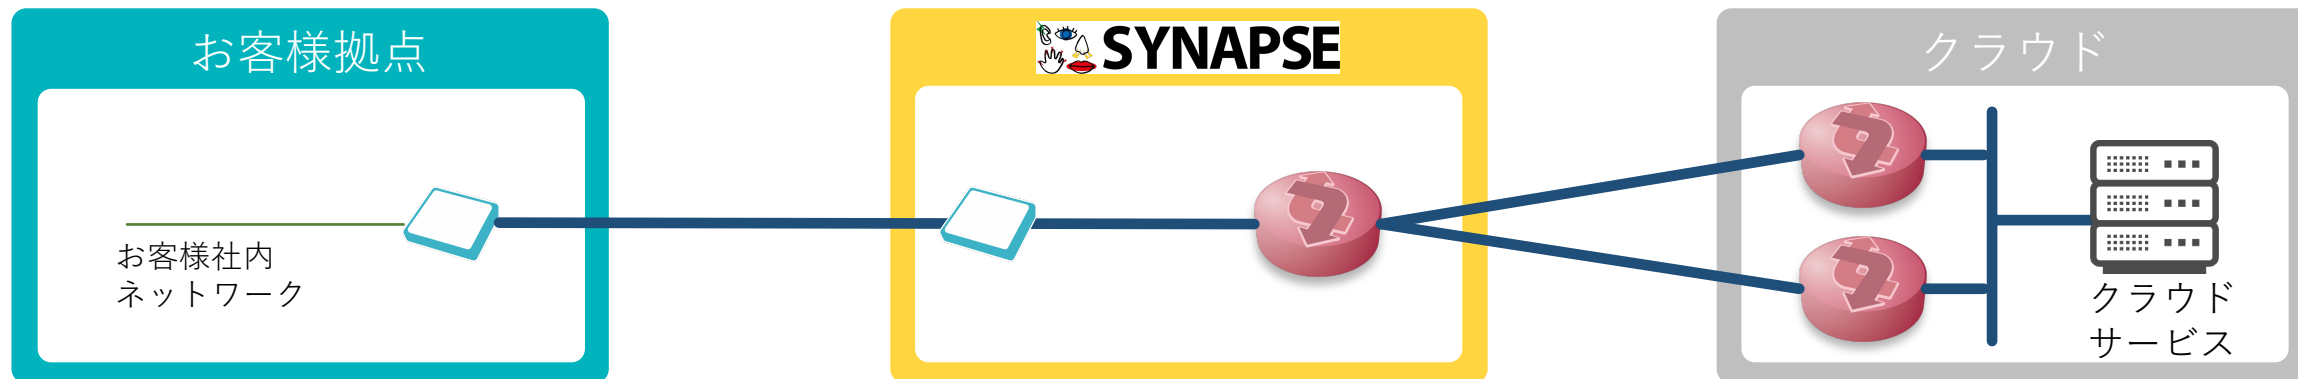 お客様拠点
SYNAPSE
クラウド
お客様社内
ネットワーク
クラウド
サービス